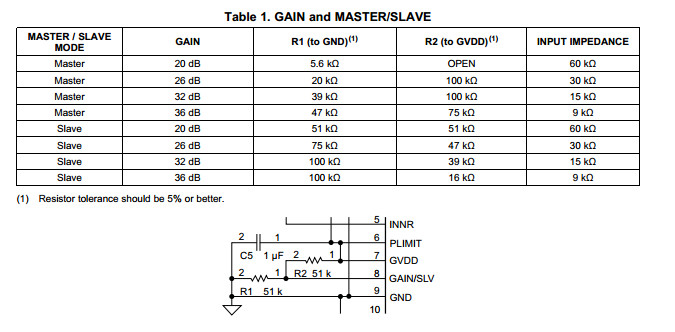 Table 1. GAIN and MASTER/SLAVE
MASTER / SLAVE MODE GAIN R1 (to GND)(1) R2 (to GVDD)(1) INPUT IMPEDANCE
Master 20 dB 5.6 kΩ OPEN 60 kΩ
Master 26 dB 20 kΩ 100 kΩ 30 kΩ
Master 32 dB 39 kΩ 100 kΩ 15 kΩ
Master 36 dB 47 kΩ 75 kΩ 9 kΩ
Slave 20 dB 51 kΩ 51 kΩ 60 kΩ
Slave 26 dB 75 kΩ 47 kΩ 30 kΩ
Slave 32 dB 100 kΩ 39 kΩ 15 kΩ
Slave 36 dB 100 kΩ 16 kΩ 9 kΩ
(1) Resistor tolerance should be 5% or better.
5 INNR
2 1 6 PLIMIT
C5 1 µF 2 1 7 GVDD
2 1 R2 51 k 8 GAIN/SLV
R1 51 k 9 GND
10